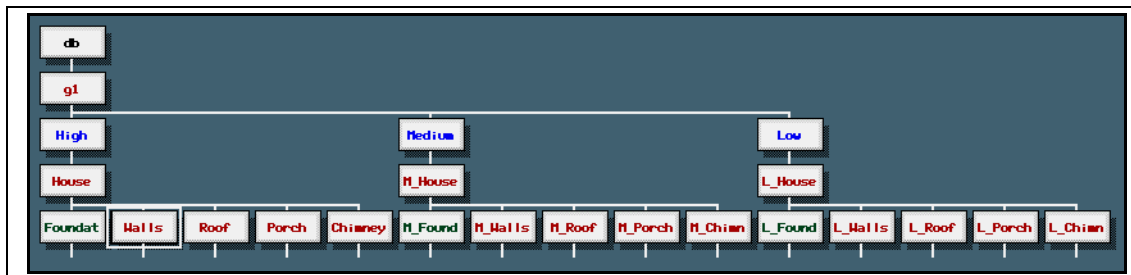 db
g1
High Medium Low
House M_House L_House
Foundat Walls Roof Porch Chimney M_Found M_Walls M_Roof M_Porch M_Chimn L_Found L_Walls L_Roof L_Porch L_Chimn